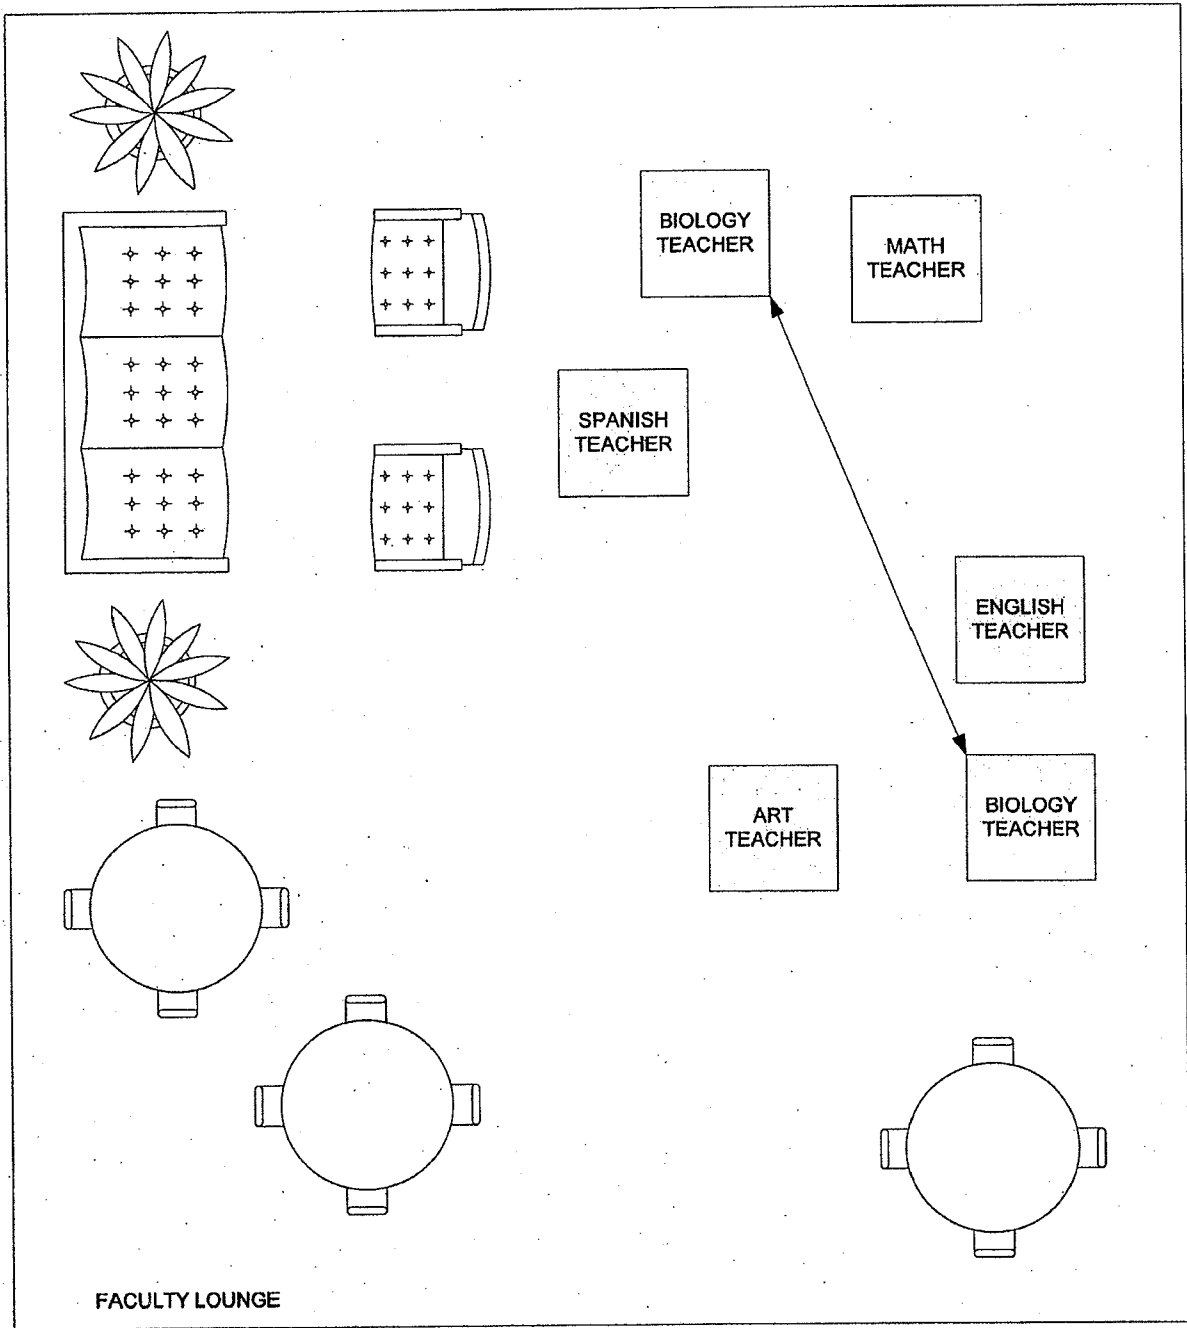 BIOLOGY
TEACHER
MATH
TEACHER
SPANISH
TEACHER
ENGLISH
TEACHER
ART
TEACHER
BIOLOGY
TEACHER
FACULTY LOUNGE